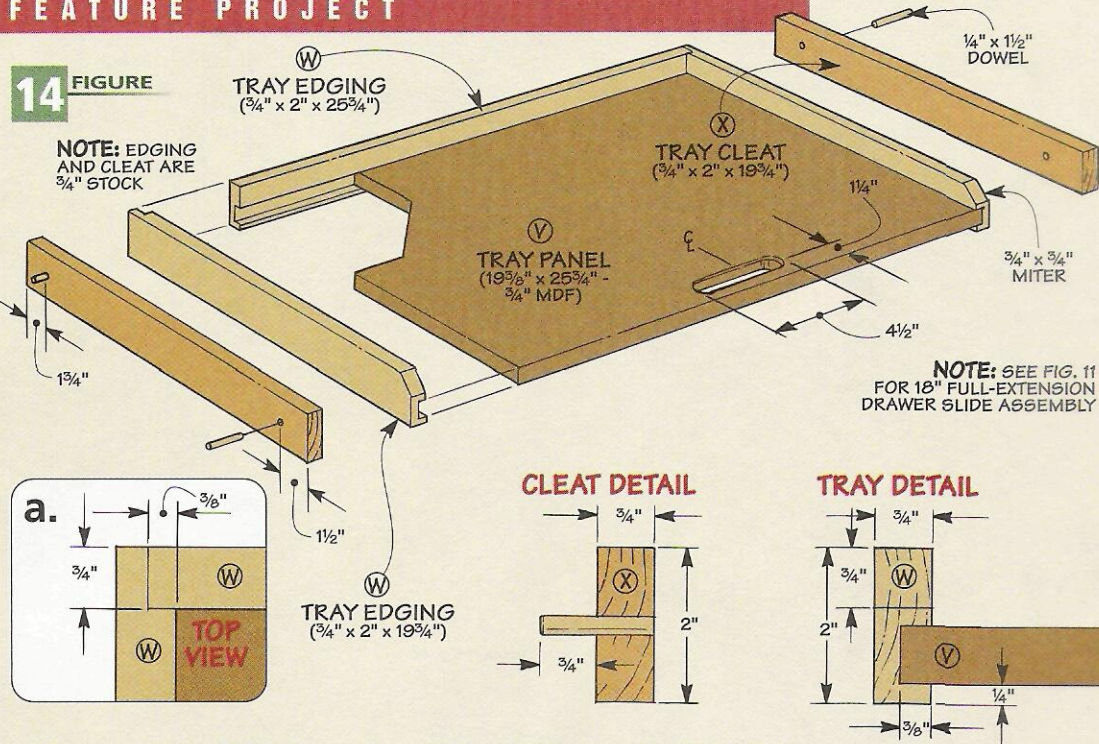 FEATURE PROJECT
14 FIGURE
NOTE: EDGING
AND CLEAT ARE
¾" STOCK
W
TRAY EDGING
(¾" x 2" x 25¾")
¼" x 1½"
DOWEL
X
TRAY CLEAT
(¾" x 2" x 19¾")
1¼"
CL
V
TRAY PANEL
(19⅜" x 25¾" -
¾" MDF)
¾" x ¾"
MITER
4½"
1¾"
NOTE: SEE FIG. 11
FOR 18" FULL-EXTENSION
DRAWER SLIDE ASSEMBLY
1½"
W
TRAY EDGING
(¾" x 2" x 19¾")
a.
⅜"
¾"
W
W
TOP
VIEW
CLEAT DETAIL
¾"
X
2"
¾"
TRAY DETAIL
¾"
¾"
W
2"
V
¼"
⅜"